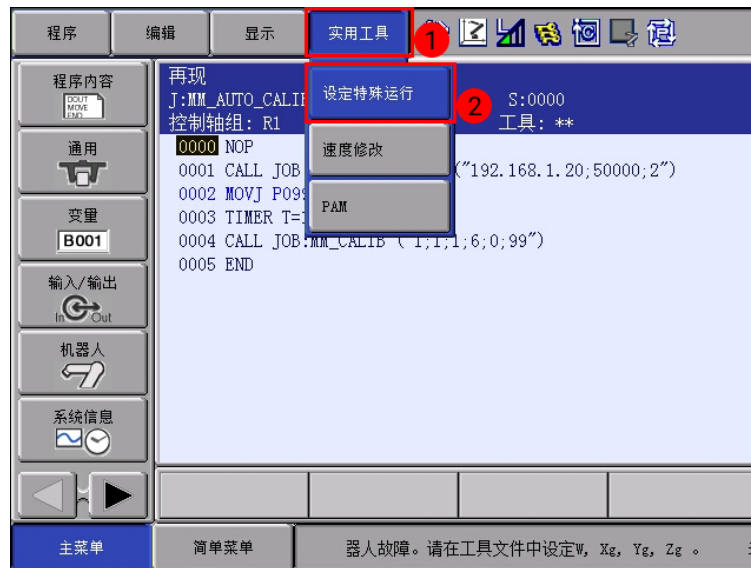 程序 编辑 显示 实用工具 1
设定特殊运行 2
速度修改
PAM
程序内容
DOUT
MOVE
END
通用
变量
B001
输入/输出
In Out
机器人
系统信息
再现
J:MM_AUTO_CALI S:0000
控制轴组: R1 工具: **
0000 NOP
0001 CALL JOB ("192.168.1.20;50000;2")
0002 MOVJ P09
0003 TIMER T=
0004 CALL JOB:MM_CALIB ("1;1;1;6;0;99")
0005 END
主菜单 简单菜单 器人故障。请在工具文件中设定W, Xg, Yg, Zg 。